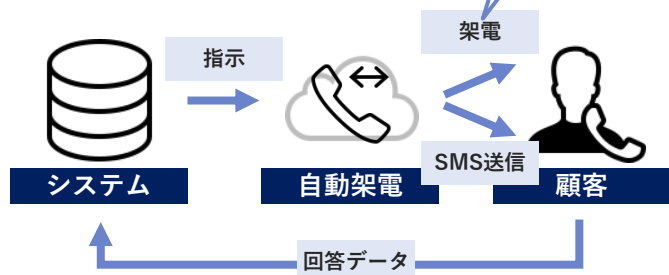 架電
指示
SMS送信
システム
自動架電
顧客
回答データ